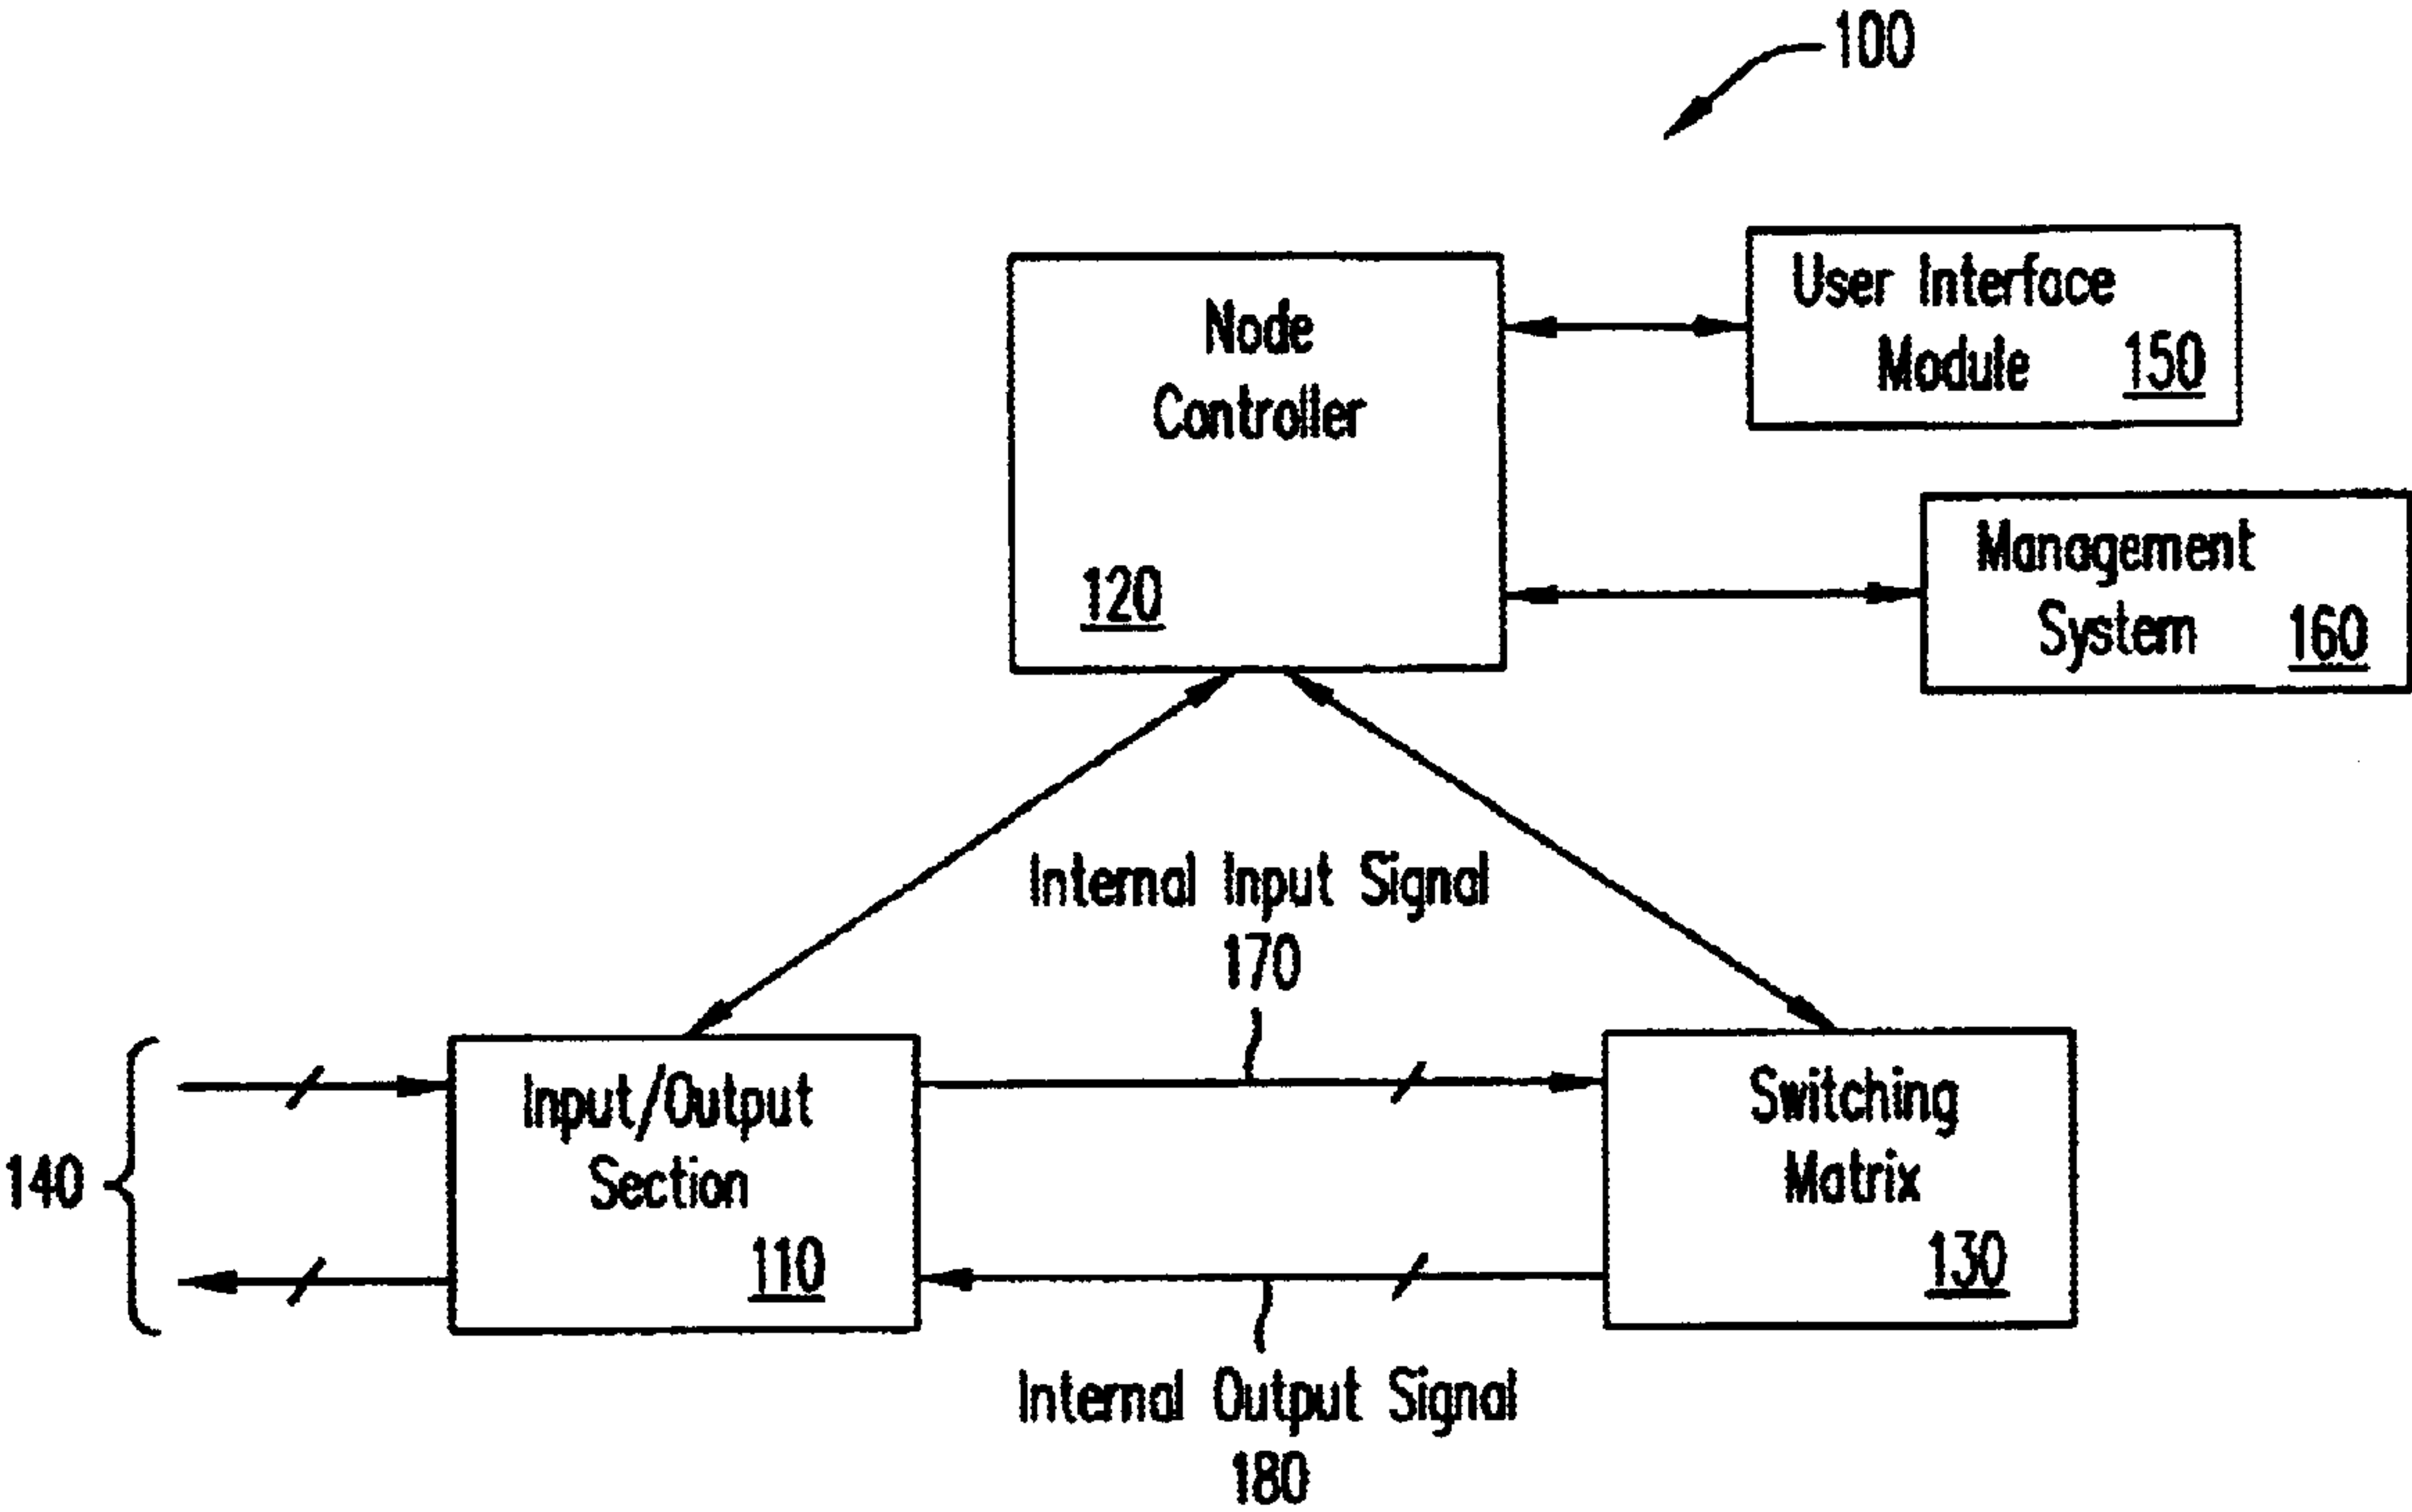 100
Node
Controller
120
User Interface
Module 150
Management
System 160
Internal Input Signal
170
140
Input/Output
Section
110
Switching
Matrix
130
Internal Output Signal
180